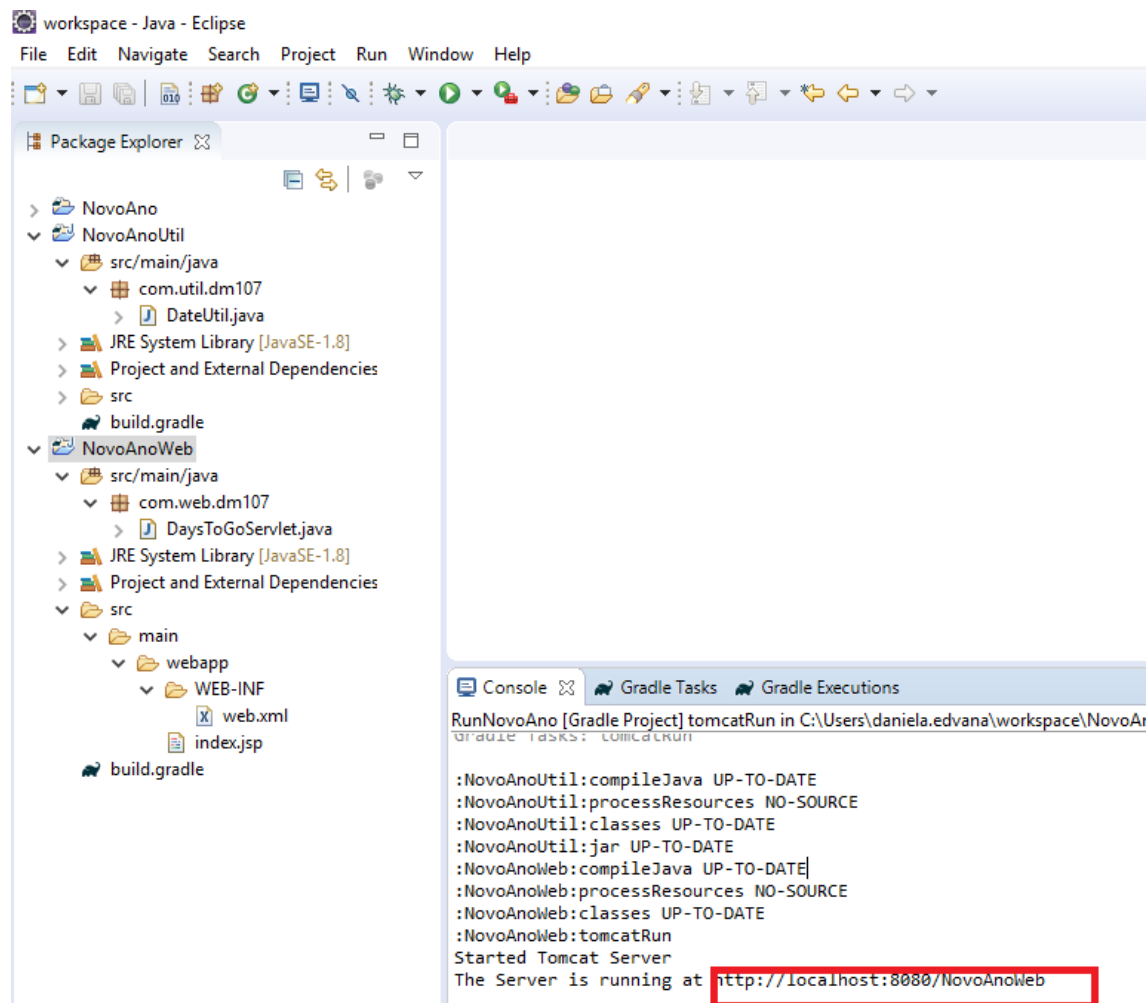 workspace - Java - Eclipse
File Edit Navigate Search Project Run Window Help
Package Explorer
NovoAno
NovoAnoUtil
src/main/java
com.util.dm107
DateUtil.java
JRE System Library [JavaSE-1.8]
Project and External Dependencies
src
build.gradle
NovoAnoWeb
src/main/java
com.web.dm107
DaysToGoServlet.java
JRE System Library [JavaSE-1.8]
Project and External Dependencies
src
main
webapp
WEB-INF
web.xml
index.jsp
build.gradle
Console Gradle Tasks Gradle Executions
RunNovoAno [Gradle Project] tomcatRun in C:\Users\daniela.edvana\workspace\NovoAn
Gradle Tasks: tomcatRun
:NovoAnoUtil:compileJava UP-TO-DATE
:NovoAnoUtil:processResources NO-SOURCE
:NovoAnoUtil:classes UP-TO-DATE
:NovoAnoUtil:jar UP-TO-DATE
:NovoAnoWeb:compileJava UP-TO-DATE
:NovoAnoWeb:processResources NO-SOURCE
:NovoAnoWeb:classes UP-TO-DATE
:NovoAnoWeb:tomcatRun
Started Tomcat Server
The Server is running at http://localhost:8080/NovoAnoWeb